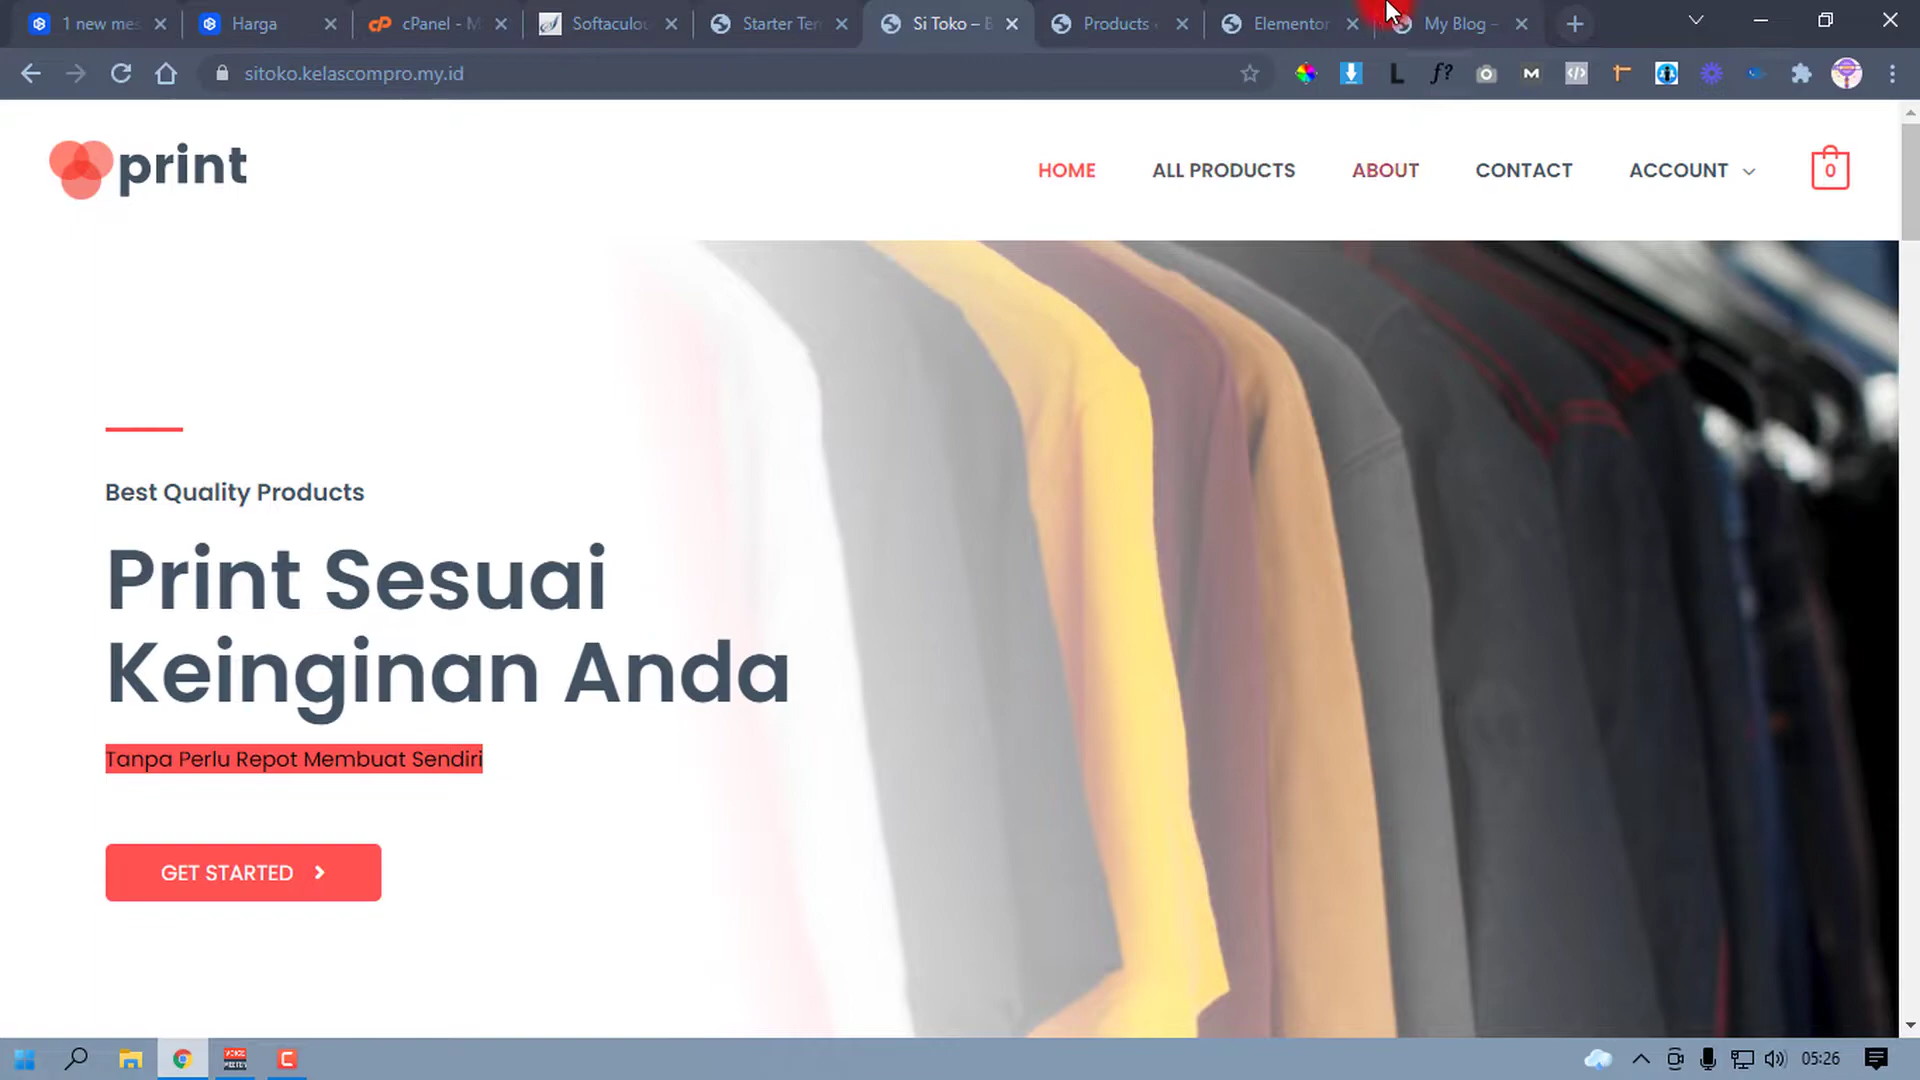 1 new mes
Harga
cPanel - M
Softaculou
Starter Tem
Si Toko – B
Products
Elementor
My Blog –
sitoko.kelascompro.my.id
L
f?
M
print
HOME
ALL PRODUCTS
ABOUT
CONTACT
ACCOUNT
0
Best Quality Products
Print Sesuai
Keinginan Anda
Tanpa Perlu Repot Membuat Sendiri
GET STARTED
05:26